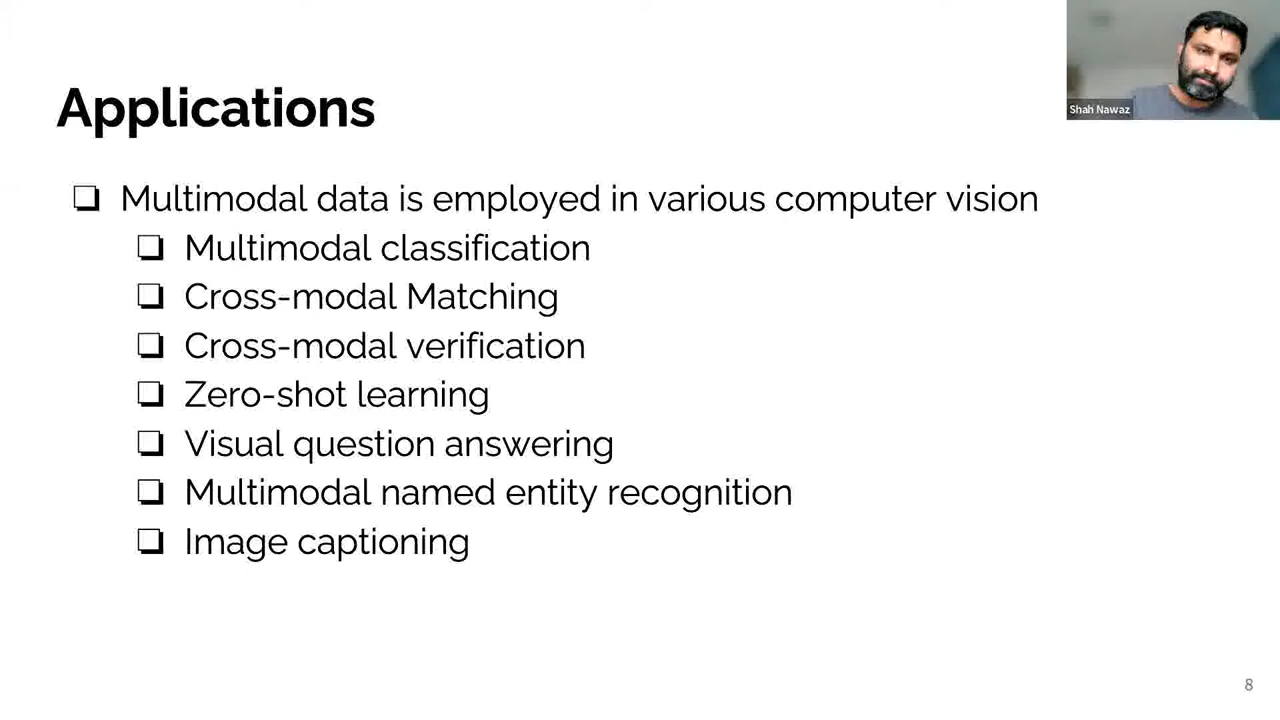 Applications
Shah Nawaz
❏ Multimodal data is employed in various computer vision
❏ Multimodal classification
❏ Cross-modal Matching
❏ Cross-modal verification
❏ Zero-shot learning
❏ Visual question answering
❏ Multimodal named entity recognition
❏ Image captioning
8